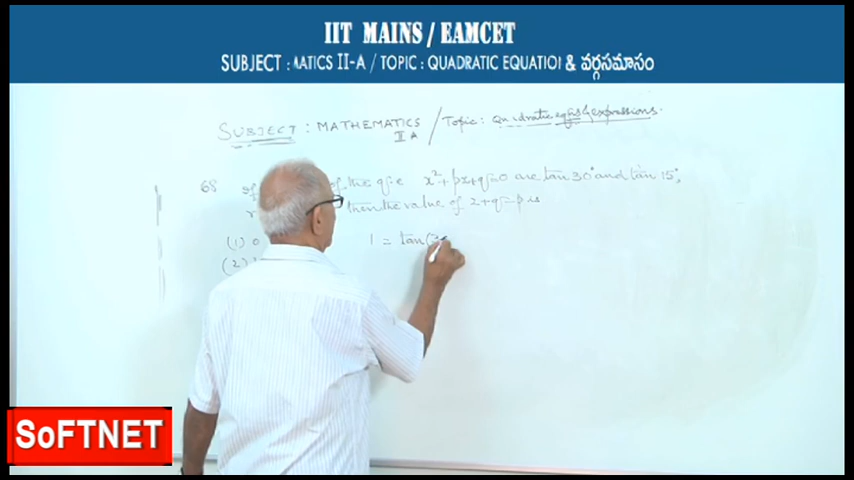 IIT MAINS / EAMCET
SUBJECT : MATICS II-A / TOPIC : QUADRATIC EQUATIO & వర్గసమాసం
SUBJECT : MATHEMATICS II A / Topic : Quadratic eqns & expressions.
68 If of the q.e x²+px+q=0 are tan 30° and tan 15°,
then the value of 2+q-p is
(1) 0 1 = tan(
(2)
SoFTNET